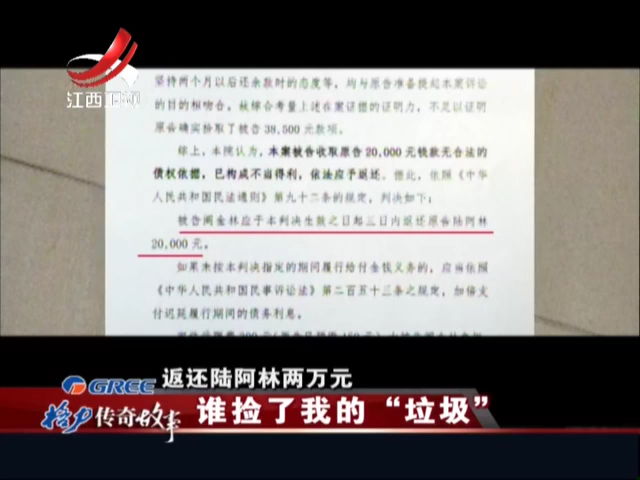 江西卫视
坚持两个月以后还余款时的态度等，均与原告准备提起本案诉讼
的目的相吻合。故综合考量上述在案证据的证明力，不足以证明
原告确实拾取了被告38,500元款项。
综上，本院认为，本案被告收取原告20,000元钱款无合法的
债权依据，已构成不当得利，依法应予返还。据此，依照《中华
人民共和国民法通则》第九十二条的规定，判决如下：
被告阁金林应于本判决生效之日起三日内返还原告陆阿林
20,000元。
如果未按本判决指定的期间履行给付金钱义务的，应当依照
《中华人民共和国民事诉讼法》第二百五十三条之规定，加倍支
付迟延履行期间的债务利息。
GREE
返还陆阿林两万元
传奇故事
谁捡了我的“垃圾”